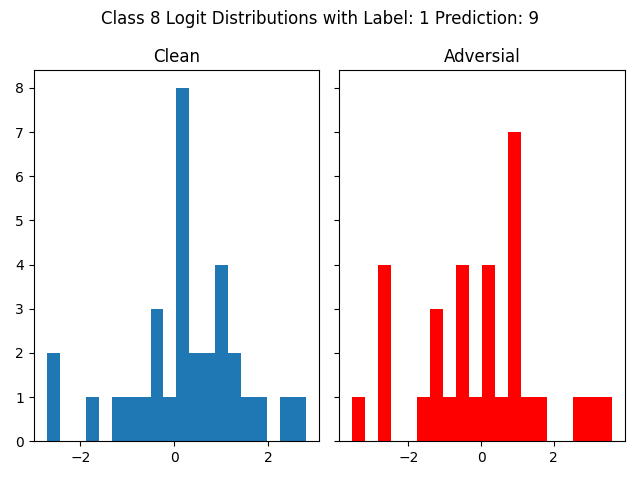 Class 8 Logit Distributions with Label: 1 Prediction: 9
Clean
Adversial
8
7
6
5
4
3
2
1
0
−2 0 2
−2 0 2